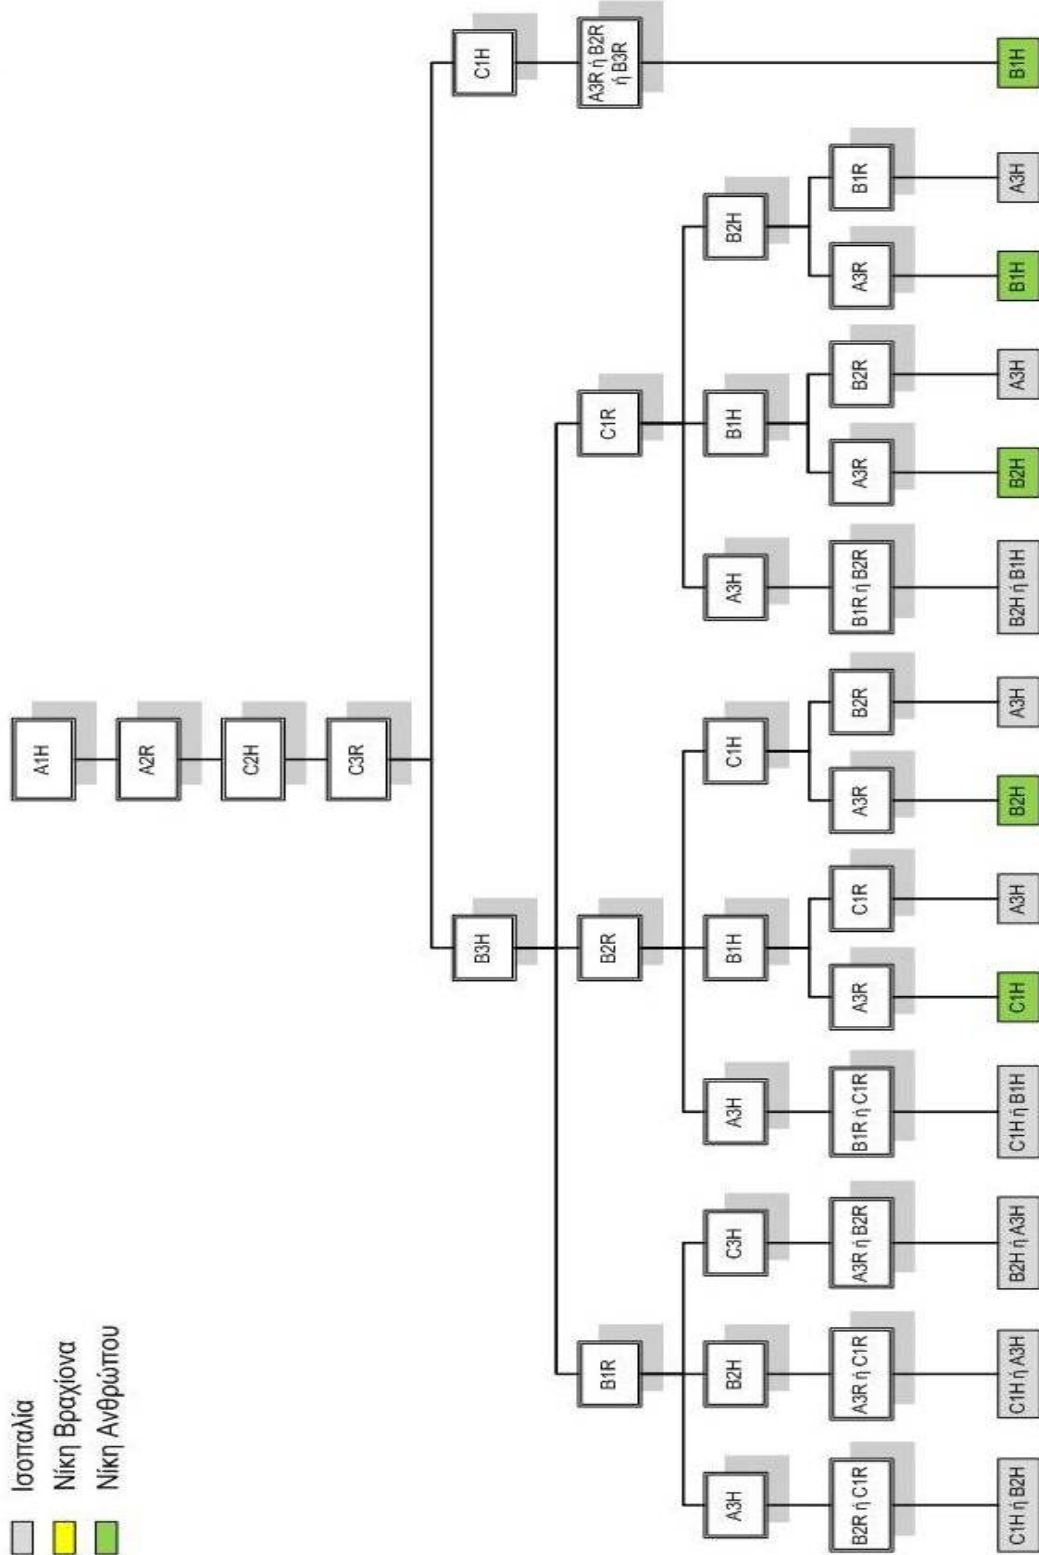 Ισοπαλία
Νίκη Βραχίονα
Νίκη Ανθρώπου
A1H
A2R
C2H
C3R
B3H
C1H
B1R
B2R
C1R
A3R ή B2R
ή B3R
A3H
B2H
C3H
A3H
B1H
C1H
A3H
B1H
B2H
B2R ή C1R
A3R ή C1R
A3R ή B2R
B1R ή C1R
A3R
C1R
A3R
B2R
B1R ή B2R
A3R
B2R
A3R
B1R
C1H ή B2H
C1H ή A3H
B2H ή A3H
C1H ή B1H
C1H
A3H
B2H
A3H
B2H ή B1H
B2H
A3H
B1H
A3H
B1H